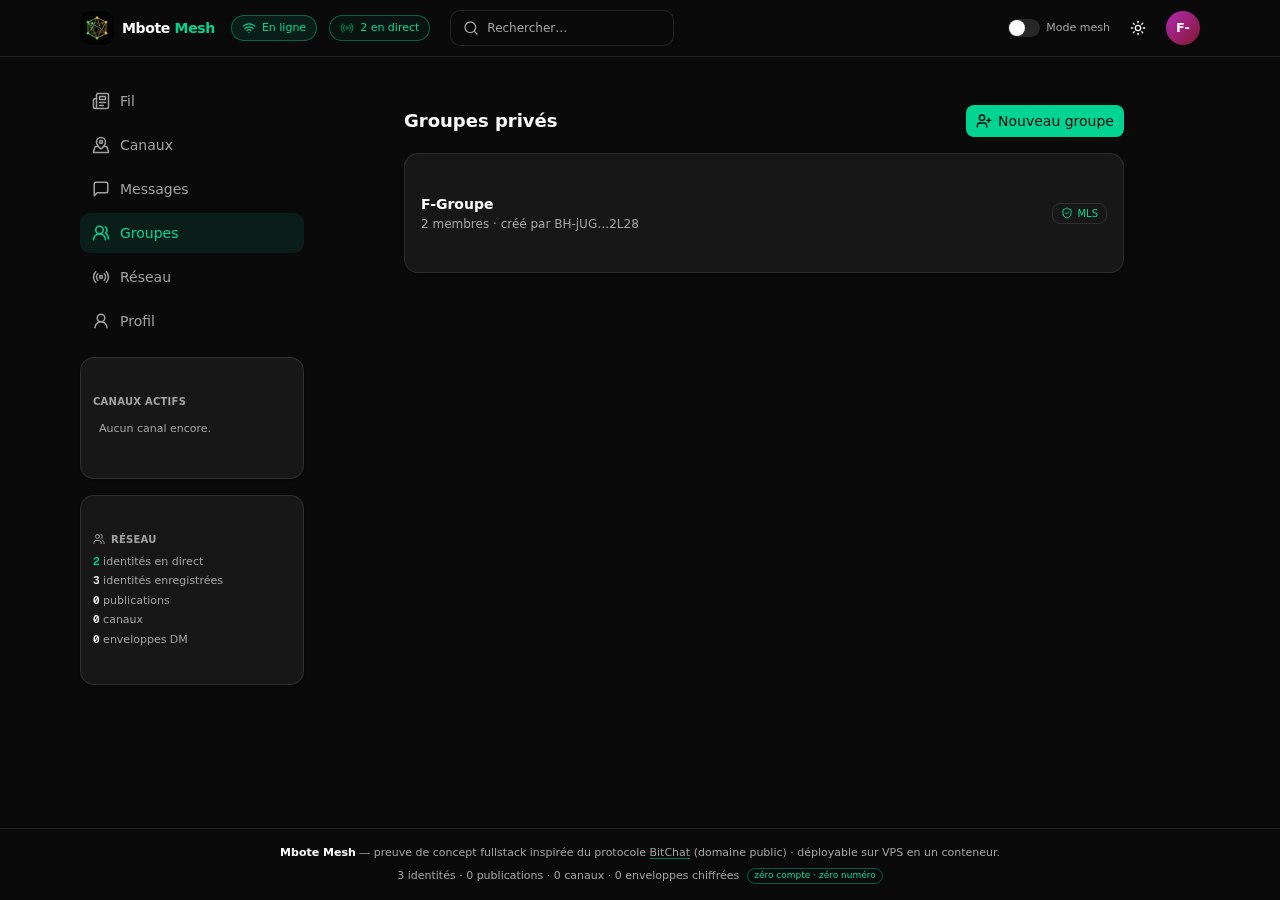 Mbote Mesh
En ligne
2 en direct
Rechercher…
Mode mesh
F-
Fil
Canaux
Messages
Groupes
Réseau
Profil
CANAUX ACTIFS
Aucun canal encore.
RÉSEAU
2 identités en direct
3 identités enregistrées
0 publications
0 canaux
0 enveloppes DM
Groupes privés
Nouveau groupe
F-Groupe
2 membres · créé par BH-jUG…2L28
MLS
Mbote Mesh — preuve de concept fullstack inspirée du protocole BitChat (domaine public) · déployable sur VPS en un conteneur.
3 identités · 0 publications · 0 canaux · 0 enveloppes chiffrées
zéro compte · zéro numéro